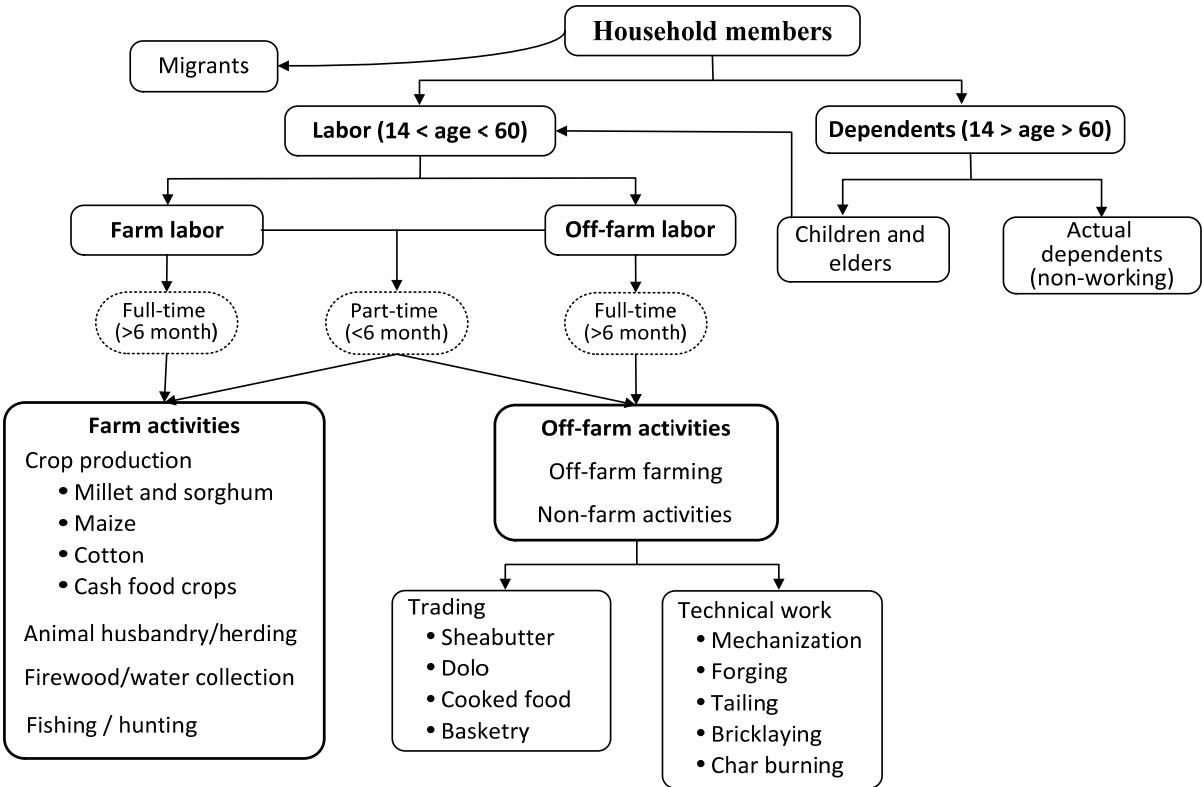 Household members
Migrants
Labor (14 < age < 60)
Dependents (14 > age > 60)
Farm labor
Off-farm labor
Children and
elders
Actual
dependents
(non-working)
Full-time
(>6 month)
Part-time
(<6 month)
Full-time
(>6 month)
Farm activities
Crop production
• Millet and sorghum
• Maize
• Cotton
• Cash food crops
Animal husbandry/herding
Firewood/water collection
Fishing / hunting
Off-farm activities
Off-farm farming
Non-farm activities
Trading
• Sheabutter
• Dolo
• Cooked food
• Basketry
Technical work
• Mechanization
• Forging
• Tailing
• Bricklaying
• Char burning